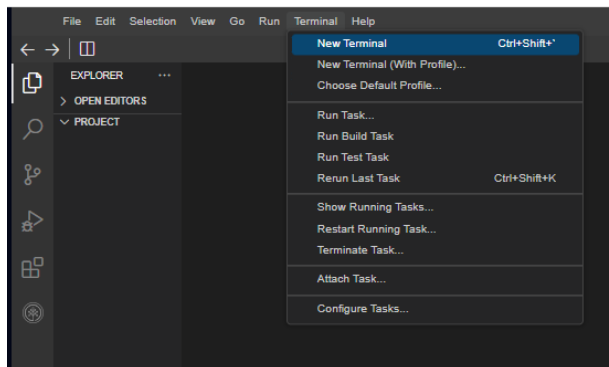 File Edit Selection View Go Run Terminal Help
New Terminal Ctrl+Shift+`
New Terminal (With Profile)...
EXPLORER ...
Choose Default Profile...
OPEN EDITORS
PROJECT
Run Task...
Run Build Task
Run Test Task
Rerun Last Task Ctrl+Shift+K
Show Running Tasks...
Restart Running Task...
Terminate Task...
Attach Task...
Configure Tasks...